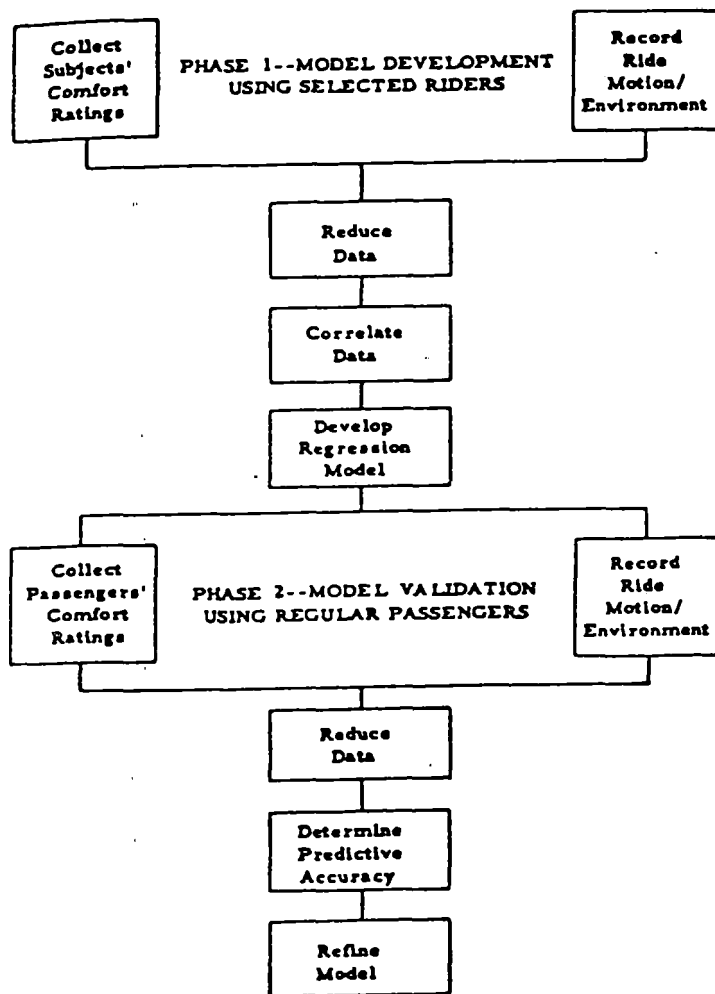 Collect
Subjects'
Comfort
Ratings
PHASE 1--MODEL DEVELOPMENT
USING SELECTED RIDERS
Record
Ride
Motion/
Environment
Reduce
Data
Correlate
Data
Develop
Regression
Model
Collect
Passengers'
Comfort
Ratings
PHASE 2--MODEL VALIDATION
USING REGULAR PASSENGERS
Record
Ride
Motion/
Environment
Reduce
Data
Determine
Predictive
Accuracy
Refine
Model